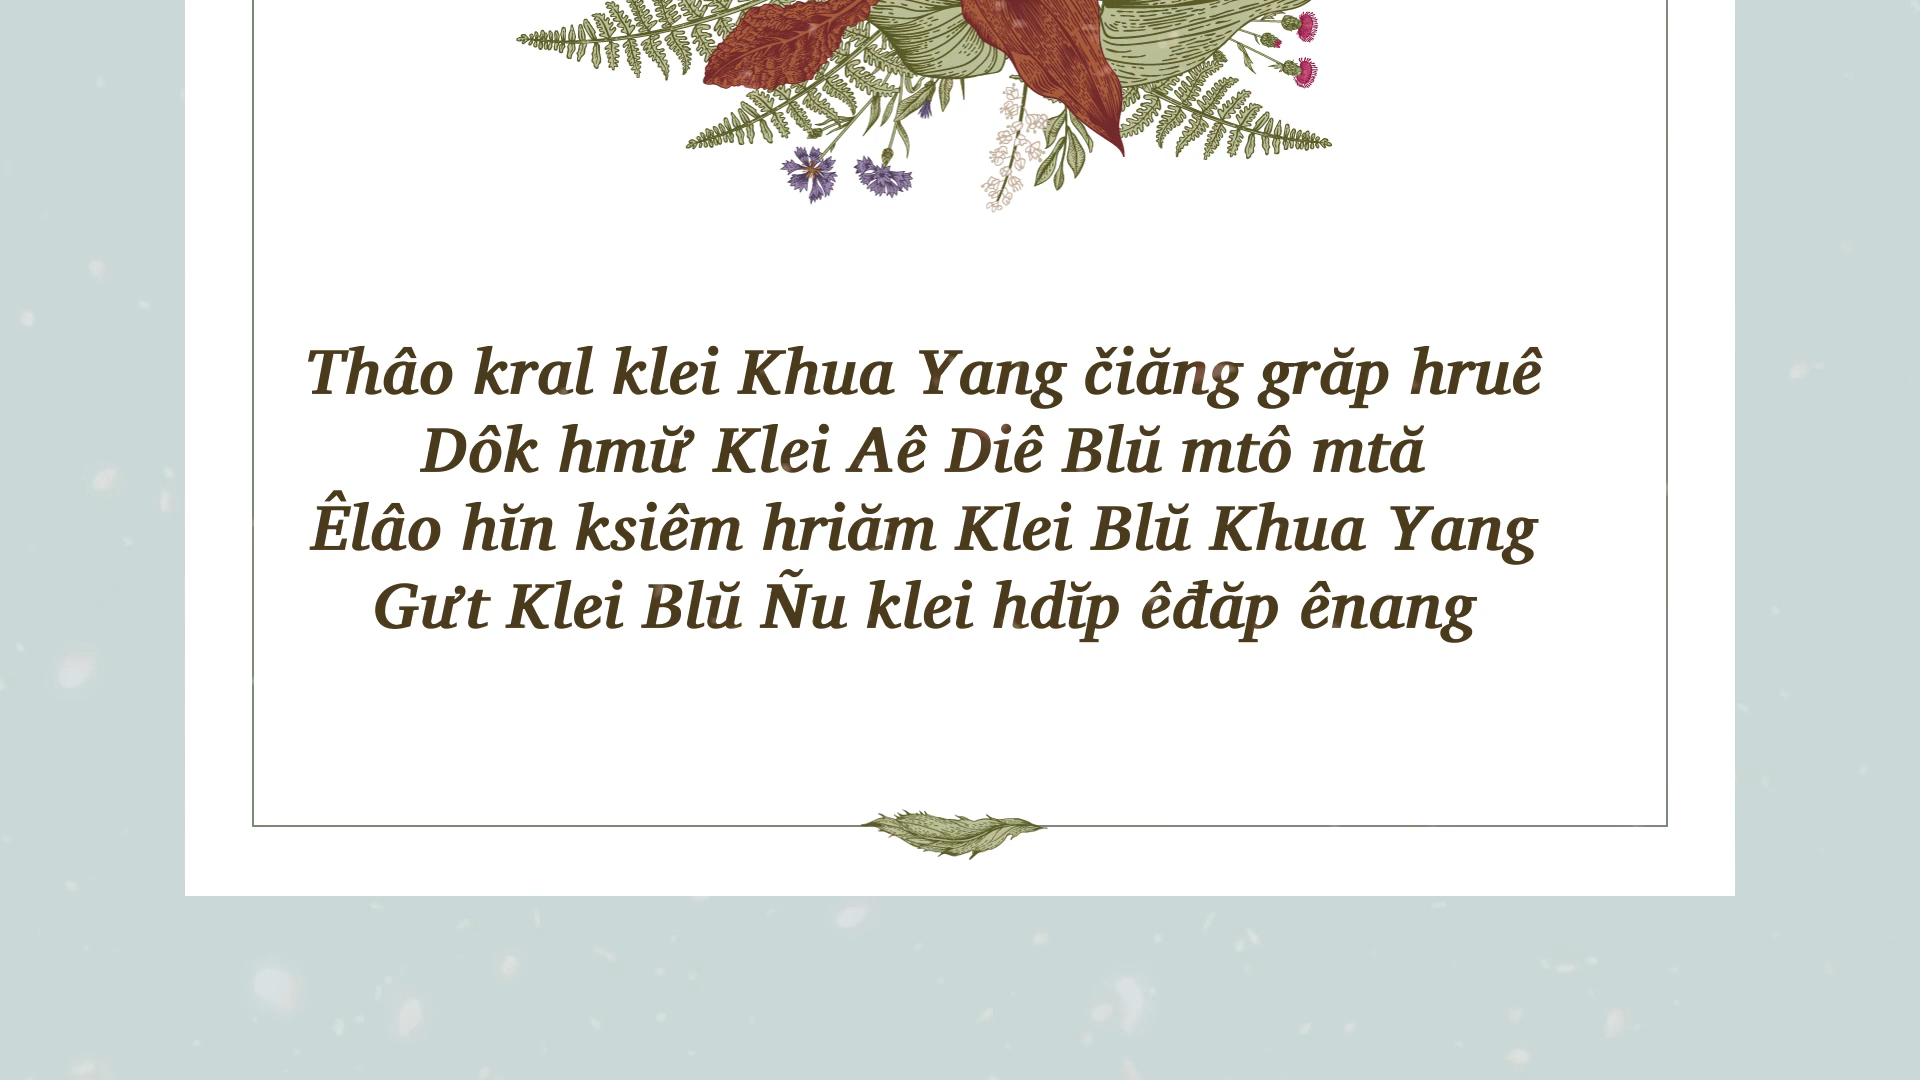 Thâo kral klei Khua Yang čiăng grăp hruê
Dôk hmư̆ Klei Aê Diê Blŭ mtô mtă
Êlâo hĭn ksiêm hriăm Klei Blŭ Khua Yang
Gưt Klei Blŭ Ñu klei hdĭp êđăp ênang